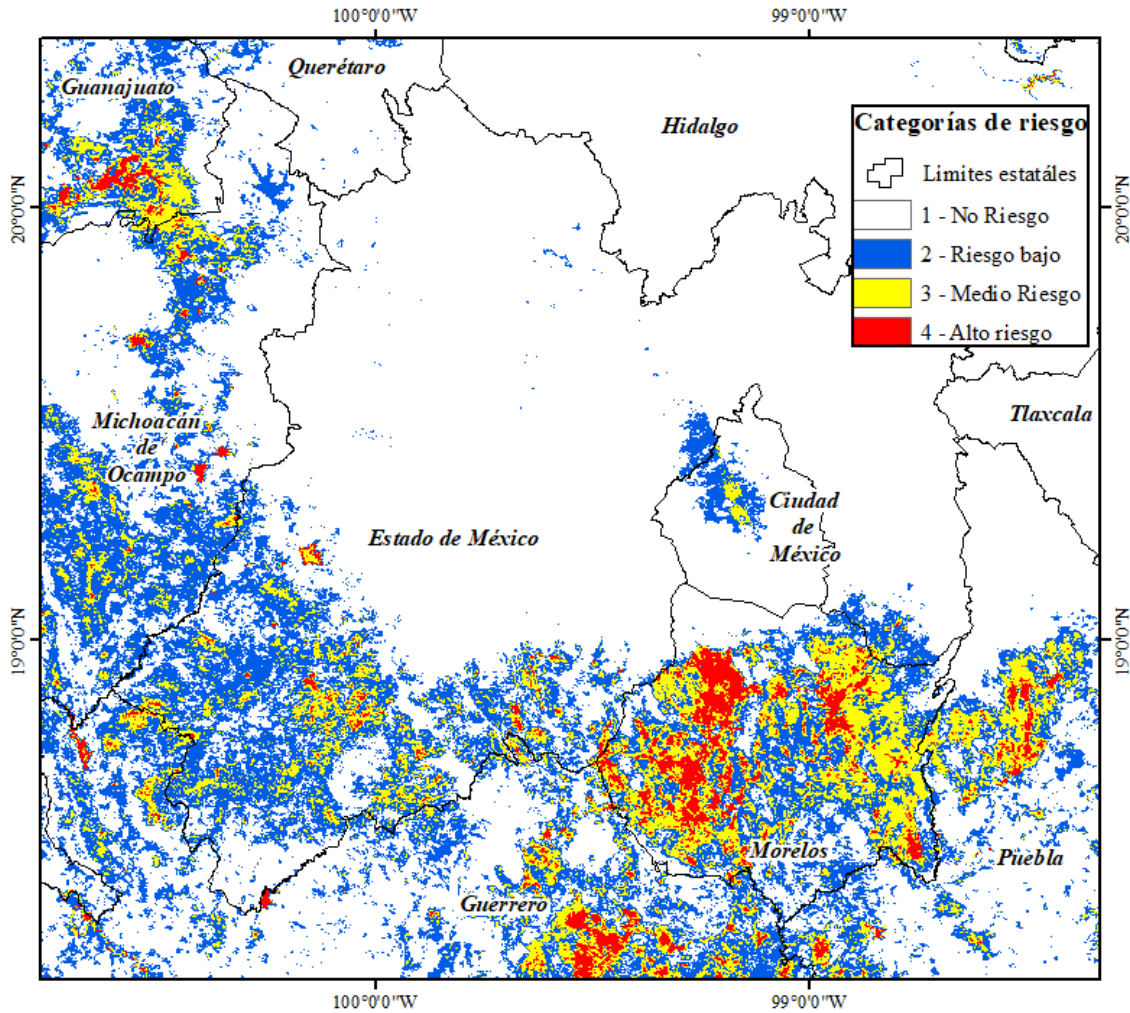 100°0'0"W
99°0'0"W
Querétaro
Guanajuato
Hidalgo
Categorías de riesgo
Límites estatáles
1 - No Riesgo
2 - Riesgo bajo
3 - Medio Riesgo
4 - Alto riesgo
20°0'0"N
20°0'0"N
Tlaxcala
Michoacán
de
Ocampo
Ciudad
de
México
Estado de México
19°0'0"N
19°0'0"N
Morelos
Puebla
Guerrero
100°0'0"W
99°0'0"W